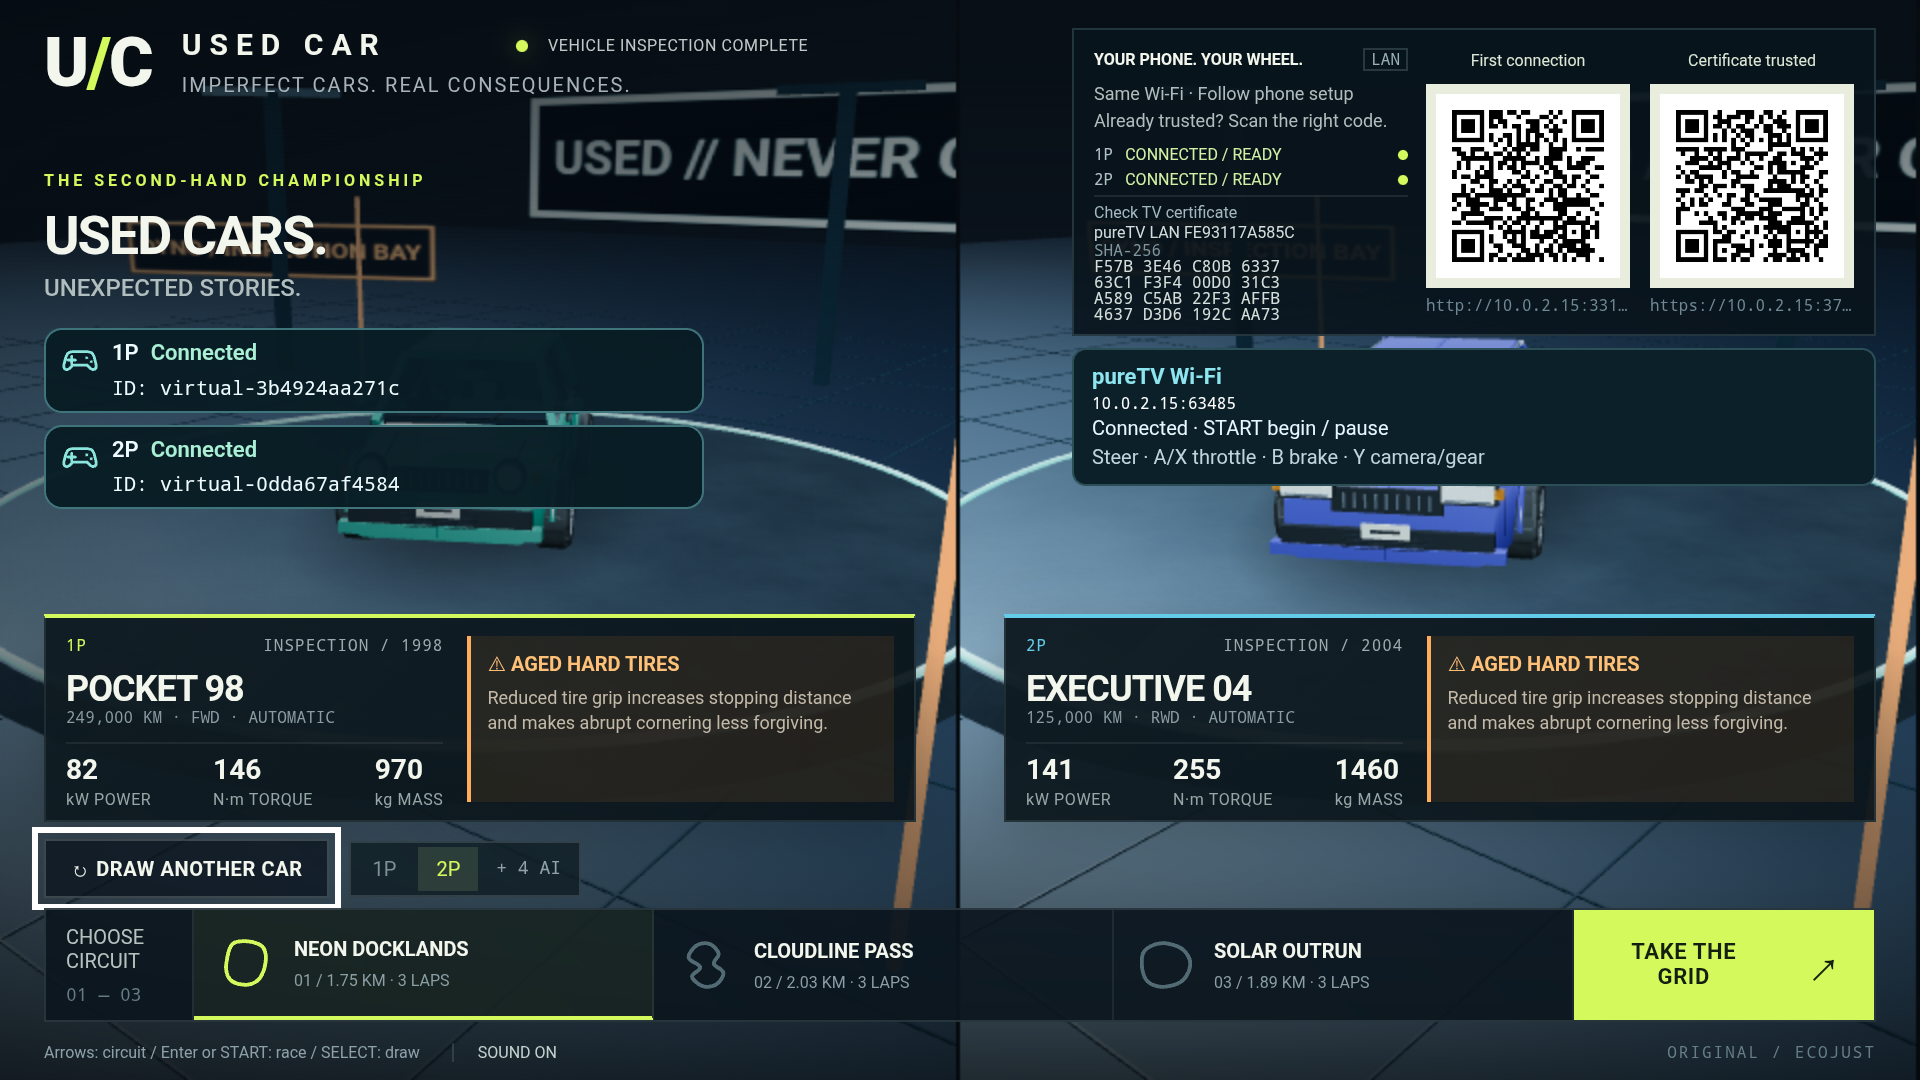 U/C
USED CAR
IMPERFECT CARS. REAL CONSEQUENCES.
VEHICLE INSPECTION COMPLETE
USED // NEVER
THE SECOND-HAND CHAMPIONSHIP
USED CARS.
BAY
UNEXPECTED STORIES.
1P Connected
ID: virtual-3b4924aa271c
2P Connected
ID: virtual-0dda67af4584
YOUR PHONE. YOUR WHEEL.
LAN
Same Wi-Fi · Follow phone setup
Already trusted? Scan the right code.
1P CONNECTED / READY
2P CONNECTED / READY
Check TV certificate
pureTV LAN FE93117A585C
SHA-256
F57B 3E46 C80B 6337
63C1 F3F4 00D0 31C3
A589 C5AB 22F3 AFFB
4637 D3D6 192C AA73
First connection
http://10.0.2.15:331…
Certificate trusted
https://10.0.2.15:37…
pureTV Wi-Fi
10.0.2.15:63485
Connected · START begin / pause
Steer · A/X throttle · B brake · Y camera/gear
1P
INSPECTION / 1998
POCKET 98
249,000 KM · FWD · AUTOMATIC
82
kW POWER
146
N·m TORQUE
970
kg MASS
⚠ AGED HARD TIRES
Reduced tire grip increases stopping distance
and makes abrupt cornering less forgiving.
2P
INSPECTION / 2004
EXECUTIVE 04
125,000 KM · RWD · AUTOMATIC
141
kW POWER
255
N·m TORQUE
1460
kg MASS
⚠ AGED HARD TIRES
Reduced tire grip increases stopping distance
and makes abrupt cornering less forgiving.
↻ DRAW ANOTHER CAR
1P
2P
+ 4 AI
CHOOSE
CIRCUIT
01 — 03
NEON DOCKLANDS
01 / 1.75 KM · 3 LAPS
CLOUDLINE PASS
02 / 2.03 KM · 3 LAPS
SOLAR OUTRUN
03 / 1.89 KM · 3 LAPS
TAKE THE
GRID
↗
Arrows: circuit / Enter or START: race / SELECT: draw
SOUND ON
ORIGINAL / ECOJUST